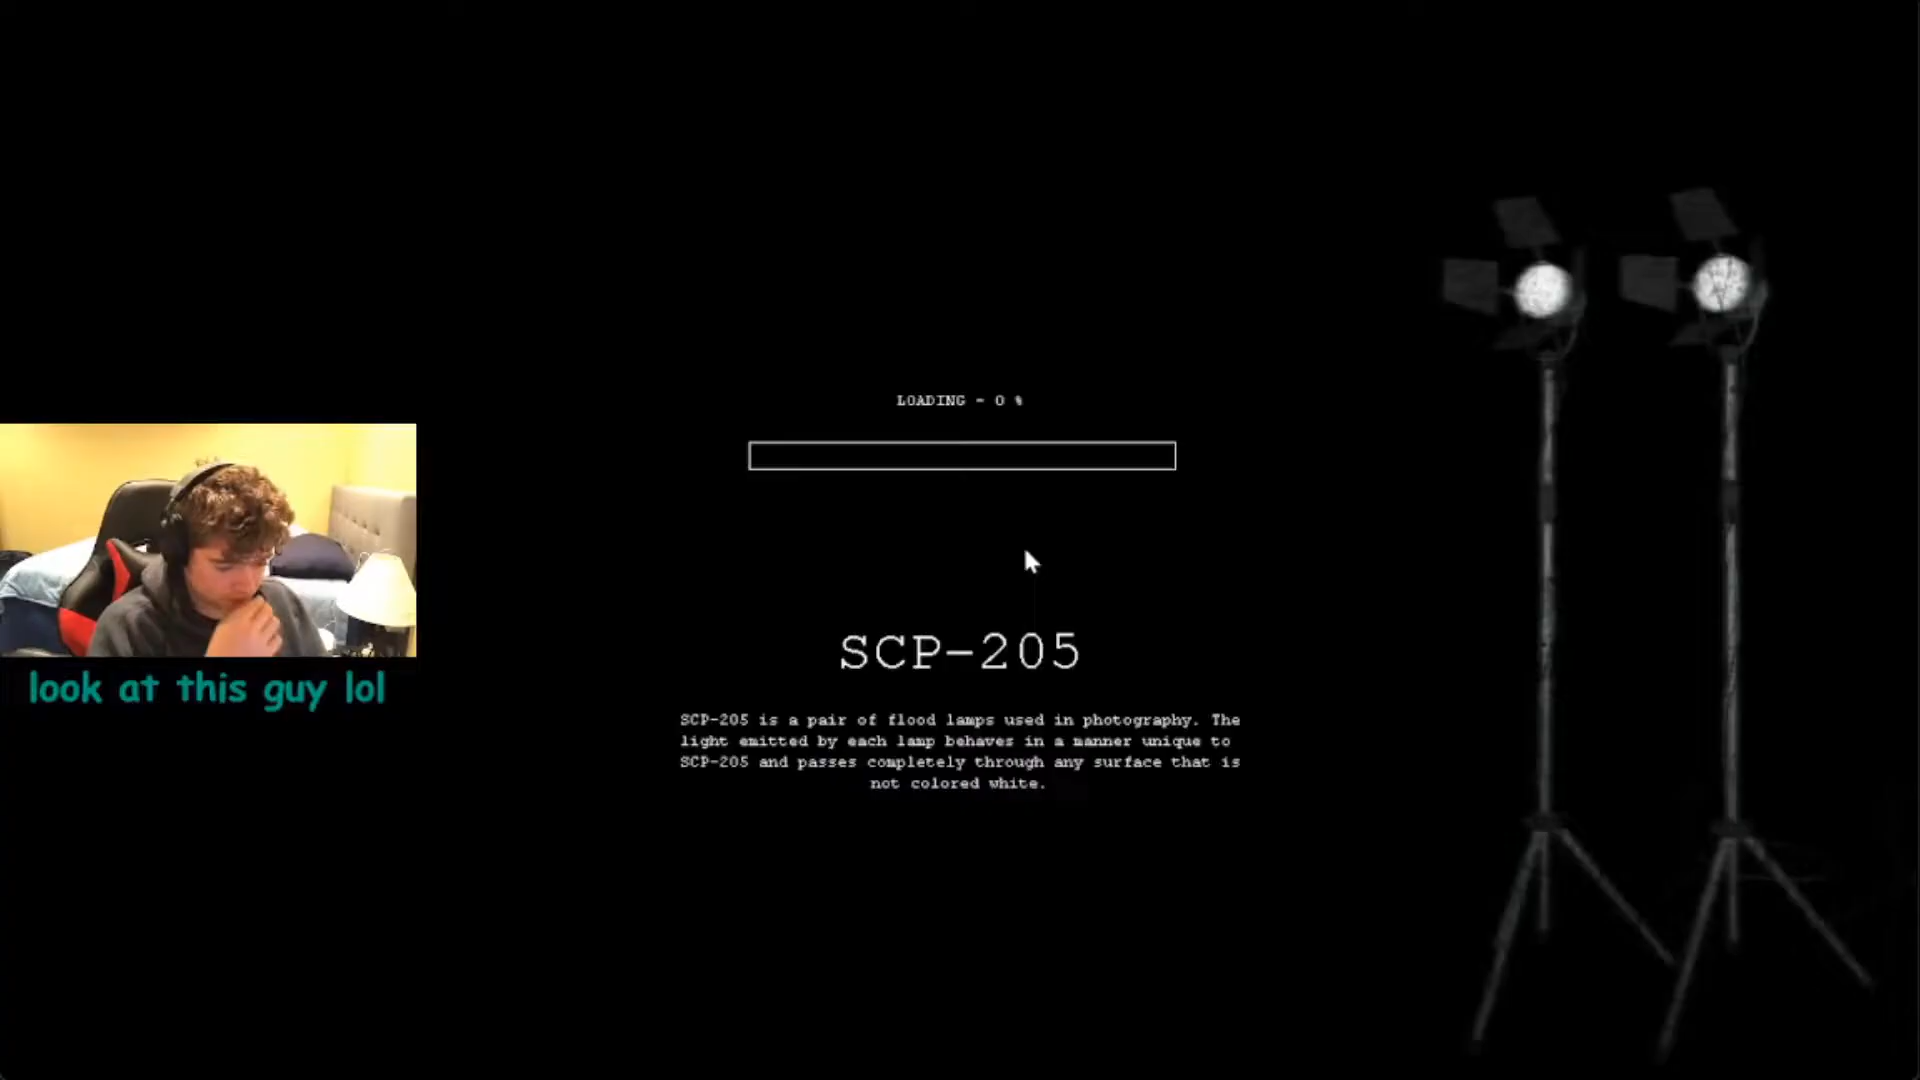 LOADING - 0 %
look at this guy lol
SCP-205
SCP-205 is a pair of flood lamps used in photography. The
light emitted by each lamp behaves in a manner unique to
SCP-205 and passes completely through any surface that is
not colored white.